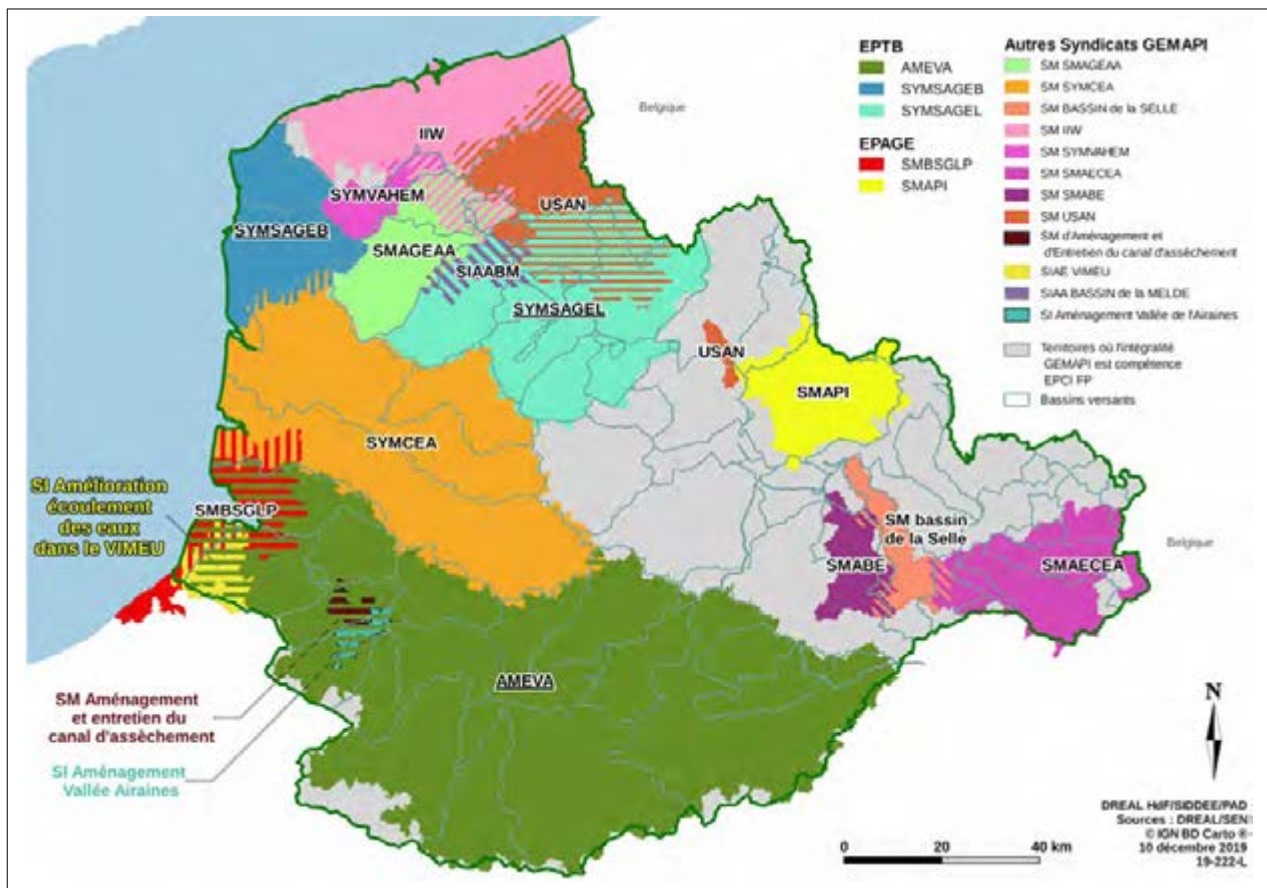 EPTB
AMEVA
SYMSAGEB
SYMSAGEL
EPAGE
SMBSGLP
SMAPI
Autres Syndicats GEMAPI
SM SMAGEAA
SM SYMCEA
SM BASSIN de la SELLE
SM IIW
SM SYMVAHEM
SM SMAECEA
SM SMABE
SM USAN
SM d'Aménagement et
d'Entretien du canal d'assèchement
SIAE VIMEU
SIAA BASSIN de la MELDE
SI Aménagement Vallée de l'Airaines
Territoires où l'intégralité
GEMAPI est compétence
EPCI FP
Bassins versants
Belgique
IIW
SYMVAHEM
USAN
SYMSAGEB
SMAGEAA
SIAABM
SYMSAGEL
USAN
SMAPI
SYMCEA
SI Amélioration
écoulement
des eaux
dans le VIMEU
SMBSGLP
SM bassin
de la Selle
SMABE
SMAECEA
Belgique
AMEVA
SM Aménagement
et entretien du
canal d'assèchement
SI Aménagement
Vallée Airaines
N
0 20 40 km
DREAL HdF/SIDDEE/PAD
Sources : DREAL/SEN
© IGN BD Carto ®
10 décembre 2019
19-222-L